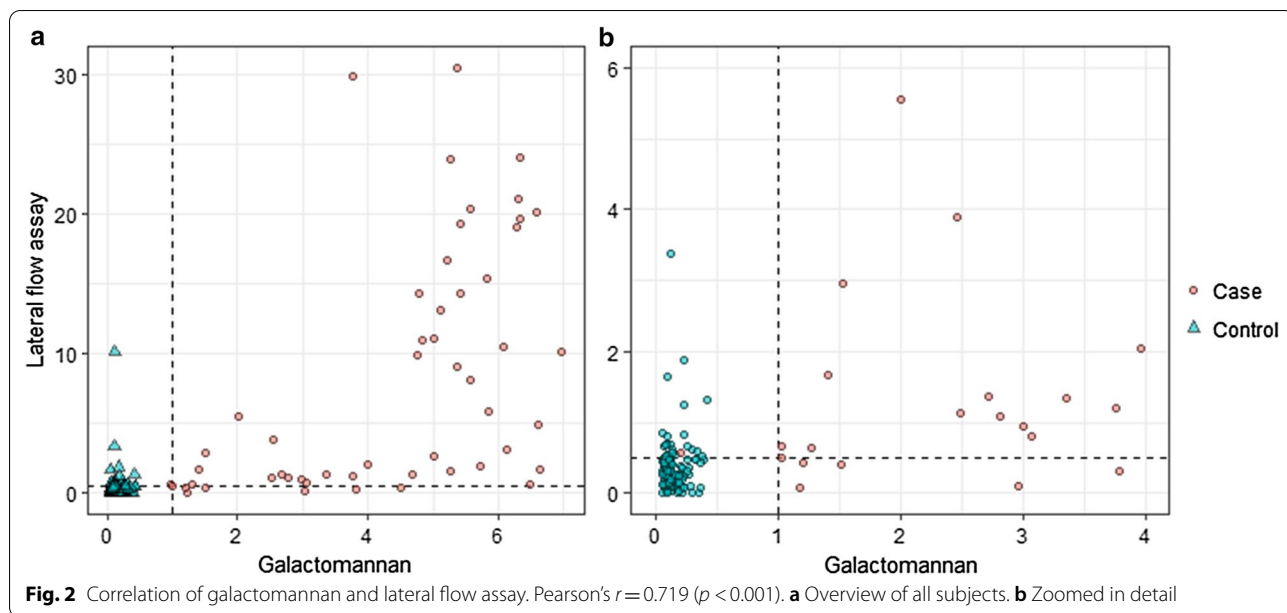 a
b
30
20
10
0
Lateral flow assay
0 2 4 6
Galactomannan
6
4
2
0
0 1 2 3 4
Galactomannan
Case
Control
Fig. 2 Correlation of galactomannan and lateral flow assay. Pearson's r = 0.719 (p < 0.001). a Overview of all subjects. b Zoomed in detail